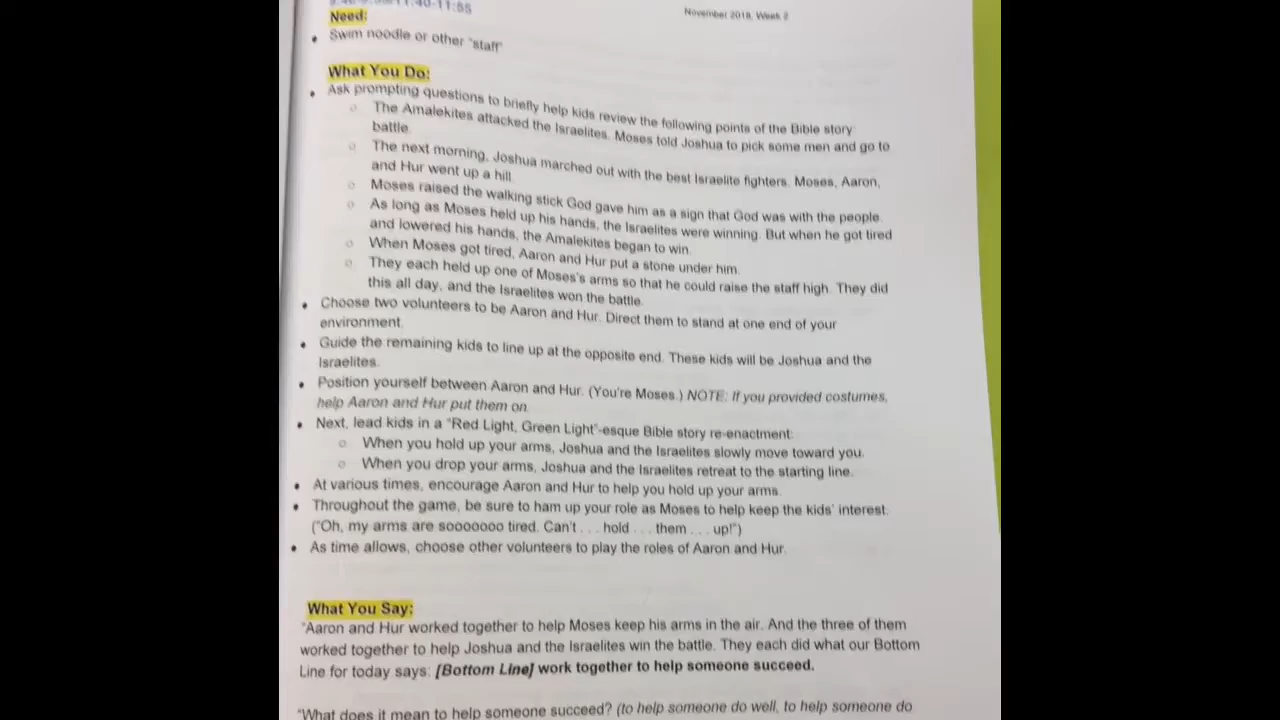 11:40-11:55
November 2018, Week 2
Need:
• Swim noodle or other "staff"
What You Do:
• Ask prompting questions to briefly help kids review the following points of the Bible story:
○ The Amalekites attacked the Israelites. Moses told Joshua to pick some men and go to
battle.
○ The next morning, Joshua marched out with the best Israelite fighters. Moses, Aaron,
and Hur went up a hill.
○ Moses raised the walking stick God gave him as a sign that God was with the people.
○ As long as Moses held up his hands, the Israelites were winning. But when he got tired
and lowered his hands, the Amalekites began to win.
○ When Moses got tired, Aaron and Hur put a stone under him.
○ They each held up one of Moses's arms so that he could raise the staff high. They did
this all day, and the Israelites won the battle.
• Choose two volunteers to be Aaron and Hur. Direct them to stand at one end of your
environment.
• Guide the remaining kids to line up at the opposite end. These kids will be Joshua and the
Israelites.
• Position yourself between Aaron and Hur. (You're Moses.) NOTE: If you provided costumes,
help Aaron and Hur put them on.
• Next, lead kids in a "Red Light, Green Light"-esque Bible story re-enactment:
○ When you hold up your arms, Joshua and the Israelites slowly move toward you.
○ When you drop your arms, Joshua and the Israelites retreat to the starting line.
• At various times, encourage Aaron and Hur to help you hold up your arms.
• Throughout the game, be sure to ham up your role as Moses to help keep the kids' interest.
("Oh, my arms are sooooooo tired. Can't . . . hold . . . them . . . up!")
• As time allows, choose other volunteers to play the roles of Aaron and Hur.
What You Say:
"Aaron and Hur worked together to help Moses keep his arms in the air. And the three of them
worked together to help Joshua and the Israelites win the battle. They each did what our Bottom
Line for today says: [Bottom Line] work together to help someone succeed.
"What does it mean to help someone succeed? (to help someone do well, to help someone do